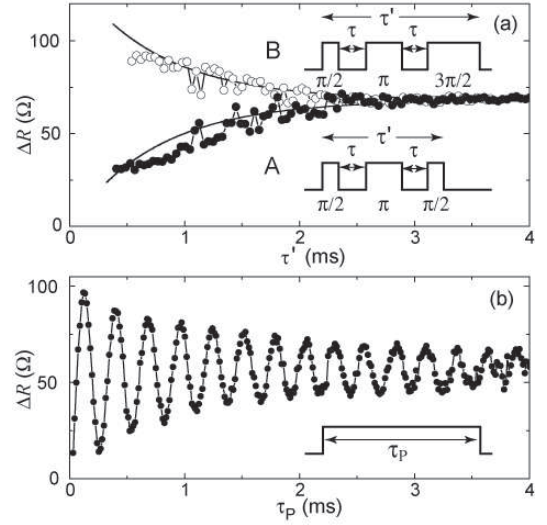 (a)
100
50
0
ΔR (Ω)
B
τ'
τ τ
π/2 π 3π/2
A
τ'
τ τ
π/2 π π/2
0 1 2 3 4
τ' (ms)
(b)
100
50
0
ΔR (Ω)
τP
0 1 2 3 4
τP (ms)